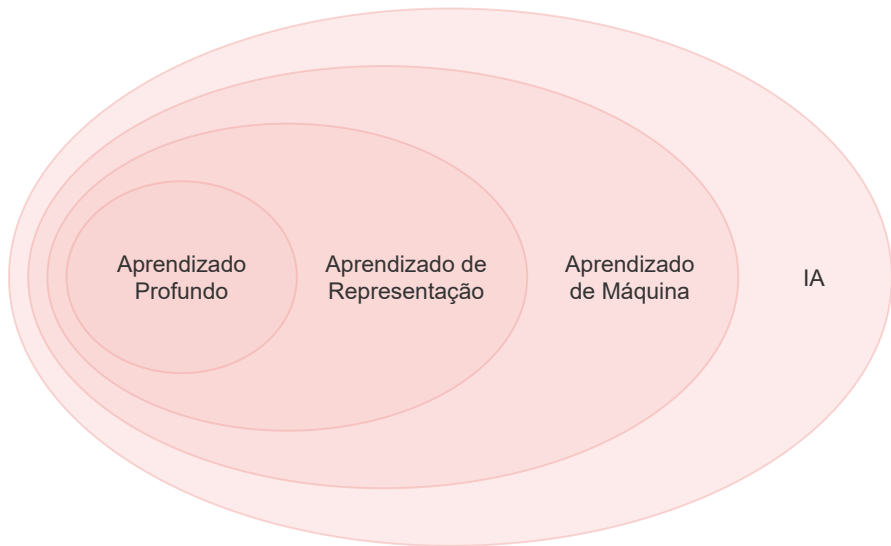 Aprendizado
Profundo
Aprendizado de
Representação
Aprendizado
de Máquina
IA